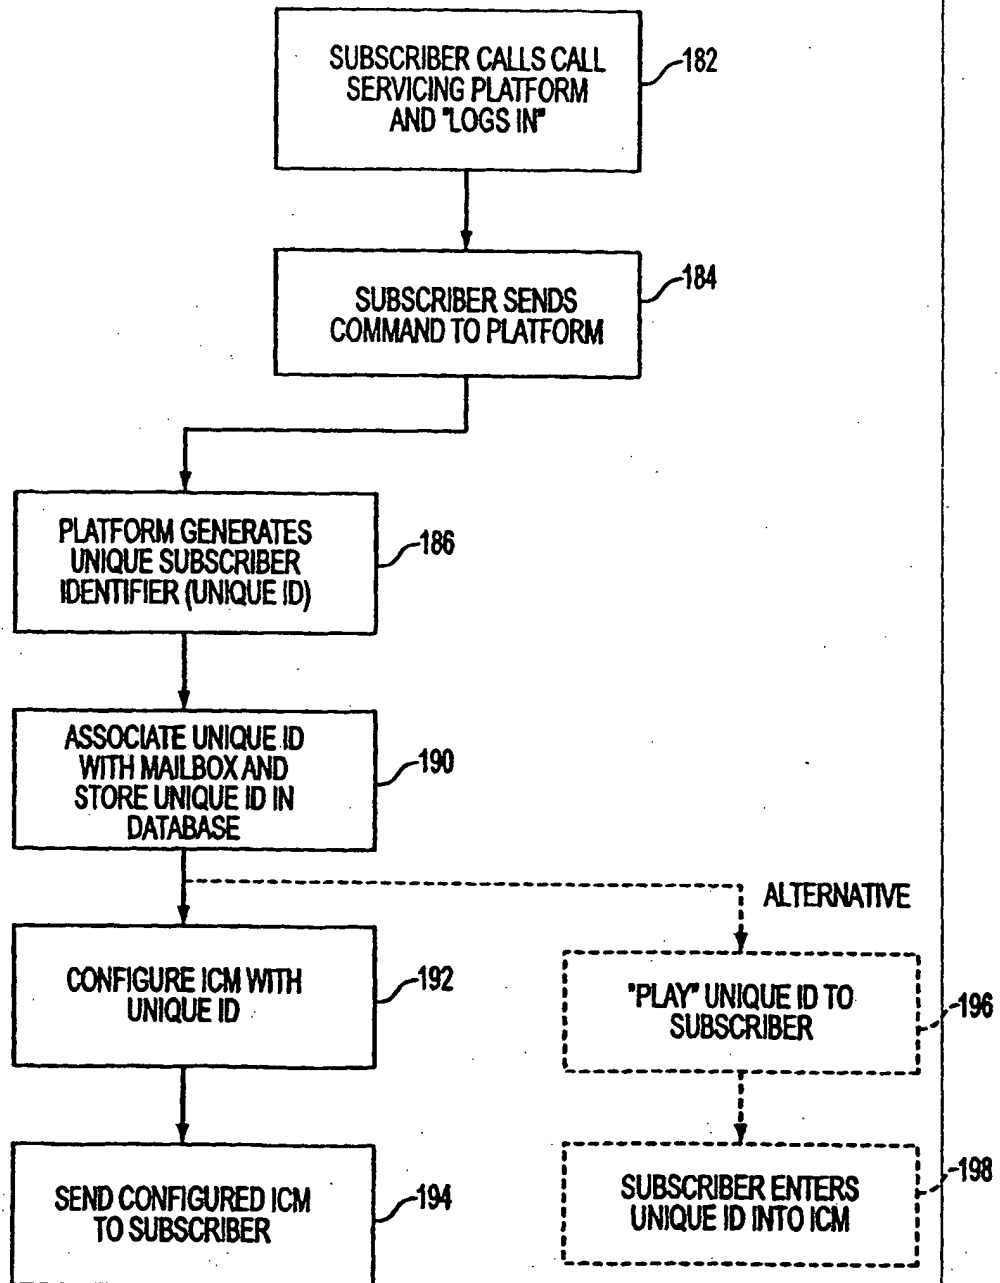 SUBSCRIBER CALLS CALL
SERVICING PLATFORM
AND "LOGS IN"
182
SUBSCRIBER SENDS
COMMAND TO PLATFORM
184
PLATFORM GENERATES
UNIQUE SUBSCRIBER
IDENTIFIER (UNIQUE ID)
186
ASSOCIATE UNIQUE ID
WITH MAILBOX AND
STORE UNIQUE ID IN
DATABASE
190
ALTERNATIVE
CONFIGURE ICM WITH
UNIQUE ID
192
"PLAY" UNIQUE ID TO
SUBSCRIBER
196
SEND CONFIGURED ICM
TO SUBSCRIBER
194
SUBSCRIBER ENTERS
UNIQUE ID INTO ICM
198